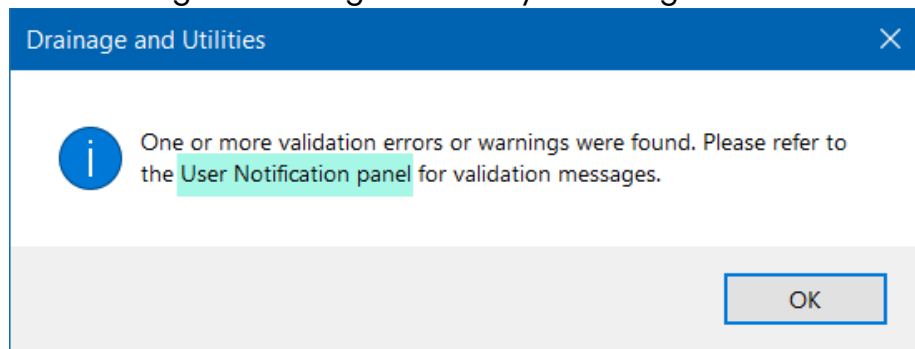 Drainage and Utilities
One or more validation errors or warnings were found. Please refer to
the User Notification panel for validation messages.
OK